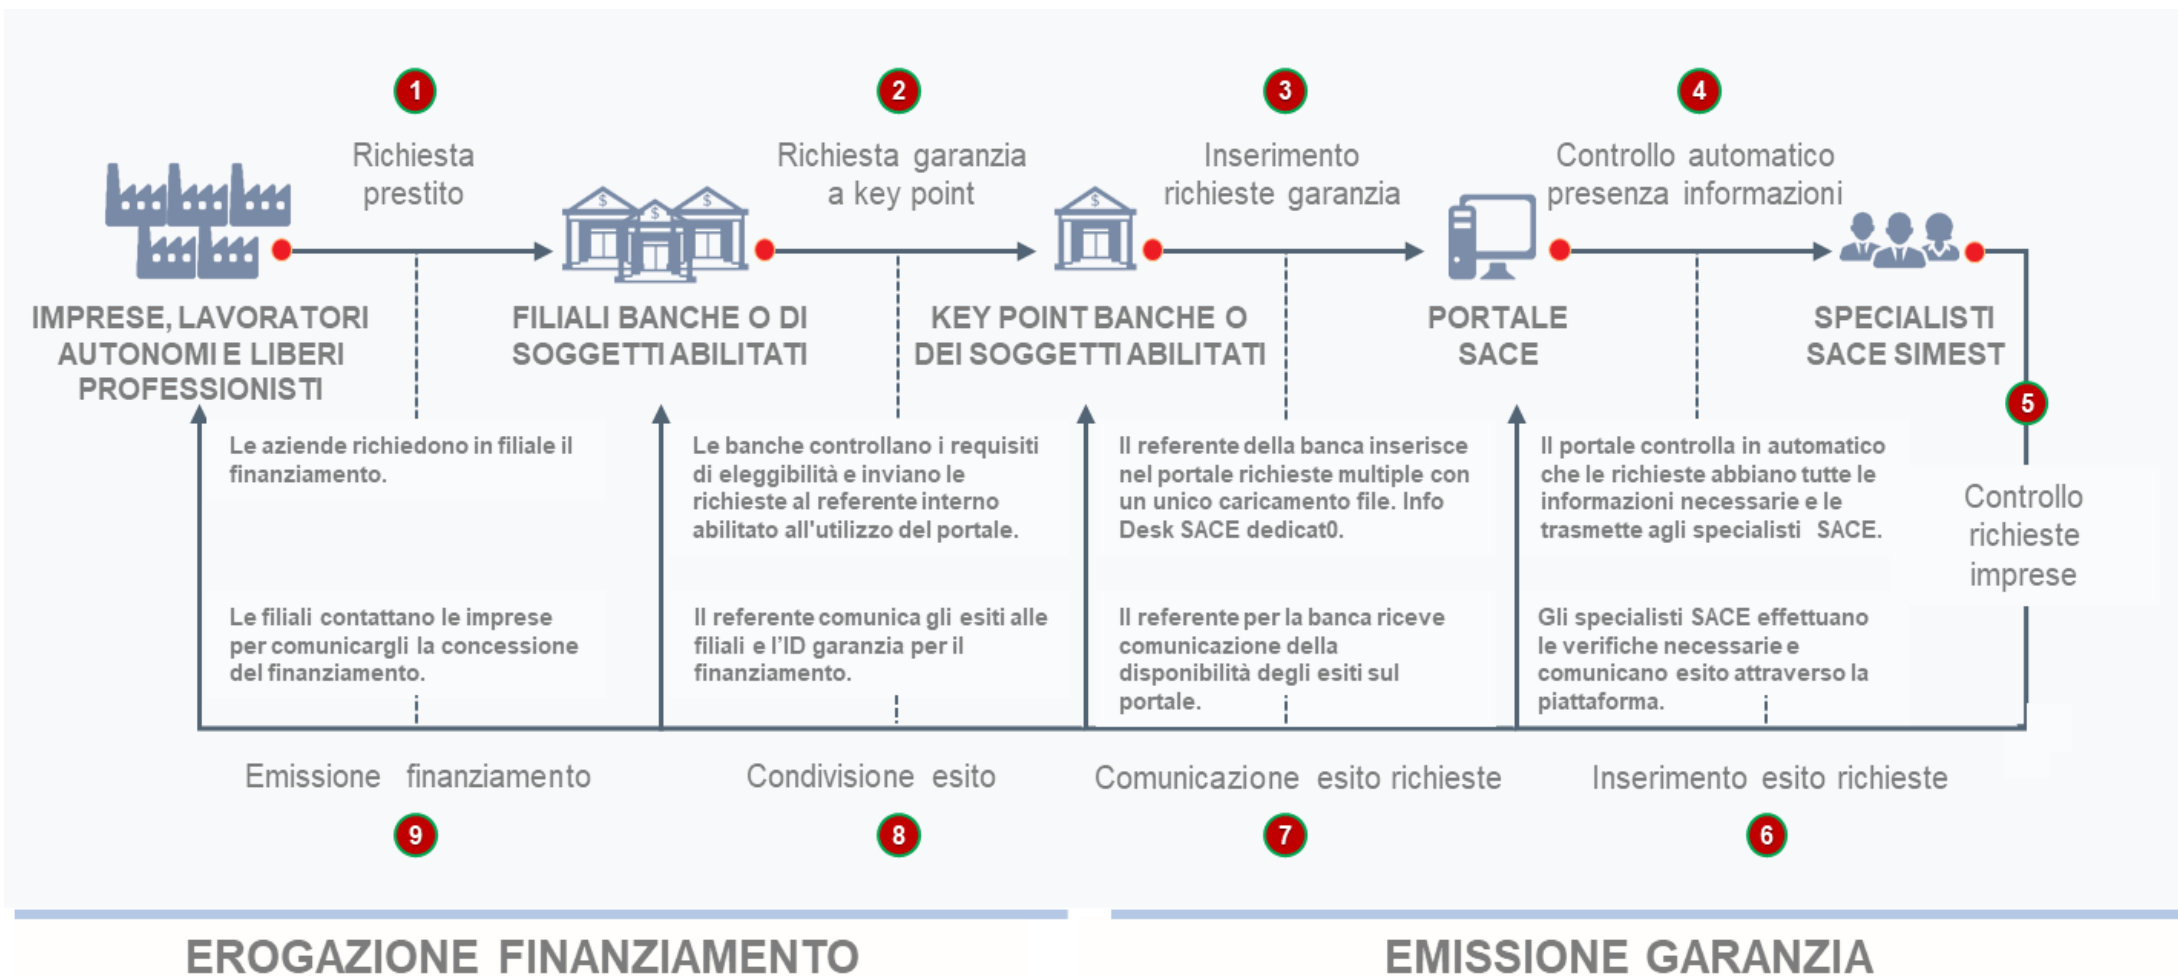 1
Richiesta
prestito
2
Richiesta garanzia
a key point
3
Inserimento
richieste garanzia
4
Controllo automatico
presenza informazioni
$ $ $
$
IMPRESE, LAVORATORI
AUTONOMI E LIBERI
PROFESSIONISTI
FILIALI BANCHE O DI
SOGGETTI ABILITATI
KEY POINT BANCHE O
DEI SOGGETTI ABILITATI
PORTALE
SACE
SPECIALISTI
SACE SIMEST
5
Controllo
richieste
imprese
Le aziende richiedono in filiale il
finanziamento.
Le banche controllano i requisiti
di eleggibilità e inviano le
richieste al referente interno
abilitato all'utilizzo del portale.
Il referente della banca inserisce
nel portale richieste multiple con
un unico caricamento file. Info
Desk SACE dedicat0.
Il portale controlla in automatico
che le richieste abbiano tutte le
informazioni necessarie e le
trasmette agli specialisti SACE.
Le filiali contattano le imprese
per comunicargli la concessione
del finanziamento.
Il referente comunica gli esiti alle
filiali e l’ID garanzia per il
finanziamento.
Il referente per la banca riceve
comunicazione della
disponibilità degli esiti sul
portale.
Gli specialisti SACE effettuano
le verifiche necessarie e
comunicano esito attraverso la
piattaforma.
Emissione finanziamento
9
Condivisione esito
8
Comunicazione esito richieste
7
Inserimento esito richieste
6
EROGAZIONE FINANZIAMENTO
EMISSIONE GARANZIA